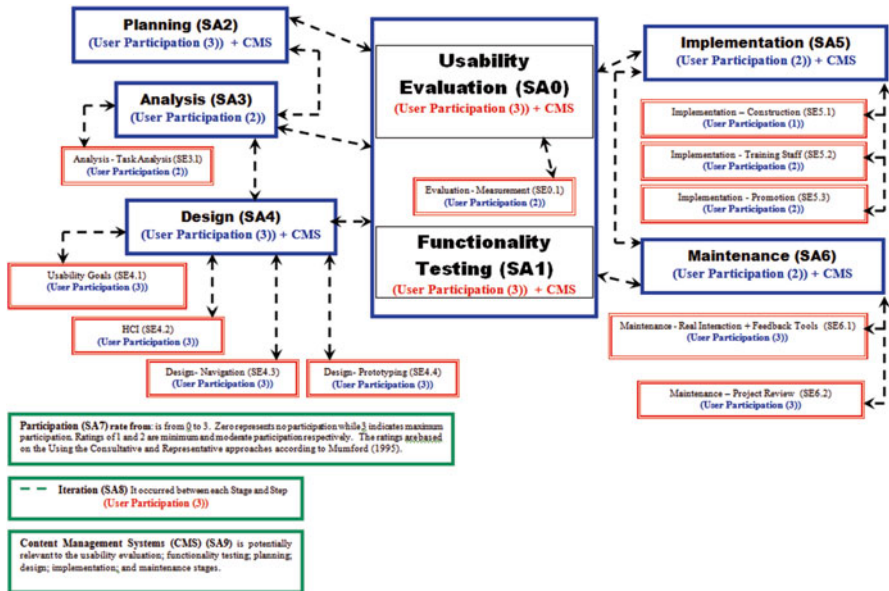 Planning (SA2)
(User Participation (3)) + CMS
Analysis (SA3)
(User Participation (2))
Analysis - Task Analysis (SE3.1)
(User Participation (2))
Design (SA4)
(User Participation (3)) + CMS
Usability Goals (SE4.1)
(User Participation (3))
HCI (SE4.2)
(User Participation (3))
Design- Navigation (SE4.3)
(User Participation (3))
Design- Prototyping (SE4.4)
(User Participation (3))
Usability
Evaluation (SA0)
(User Participation (3)) + CMS
Evaluation - Measurement (SE0.1)
(User Participation (2))
Functionality
Testing (SA1)
(User Participation (3)) + CMS
Implementation (SA5)
(User Participation (2)) + CMS
Implementation – Construction (SE5.1)
(User Participation (1))
Implementation - Training Staff (SE5.2)
(User Participation (2))
Implementation - Promotion (SE5.3)
(User Participation (2))
Maintenance (SA6)
(User Participation (2)) + CMS
Maintenance - Real Interaction + Feedback Tools (SE6.1)
(User Participation (3))
Maintenance – Project Review (SE6.2)
(User Participation (3))
Participation (SA7) rate from: is from 0 to 3. Zero represents no participation while 3 indicates maximum
participation. Ratings of 1 and 2 are minimum and moderate participation respectively. The ratings are based
on the Using the Consultative and Representative approaches according to Mumford (1995).
Iteration (SA8) It occurred between each Stage and Step
(User Participation (3))
Content Management Systems (CMS) (SA9) is potentially
relevant to the usability evaluation; functionality testing; planning;
design; implementation; and maintenance stages.